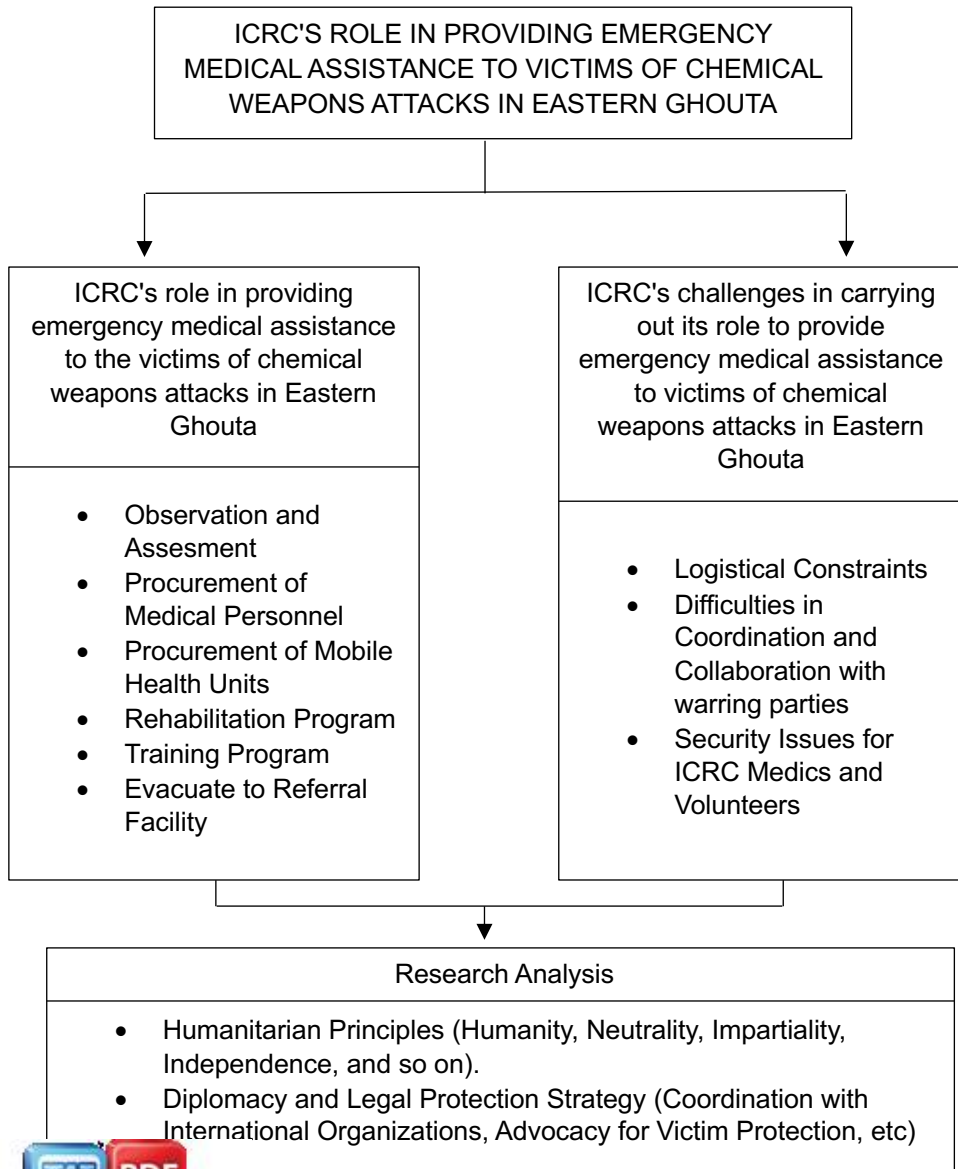 ICRC'S ROLE IN PROVIDING EMERGENCY
MEDICAL ASSISTANCE TO VICTIMS OF CHEMICAL
WEAPONS ATTACKS IN EASTERN GHOUTA
ICRC's role in providing
emergency medical assistance
to the victims of chemical
weapons attacks in Eastern
Ghouta
• Observation and
Assesment
• Procurement of
Medical Personnel
• Procurement of Mobile
Health Units
• Rehabilitation Program
• Training Program
• Evacuate to Referral
Facility
ICRC's challenges in carrying
out its role to provide
emergency medical assistance
to victims of chemical
weapons attacks in Eastern
Ghouta
• Logistical Constraints
• Difficulties in
Coordination and
Collaboration with
warring parties
• Security Issues for
ICRC Medics and
Volunteers
Research Analysis
• Humanitarian Principles (Humanity, Neutrality, Impartiality,
Independence, and so on).
• Diplomacy and Legal Protection Strategy (Coordination with
International Organizations, Advocacy for Victim Protection, etc)